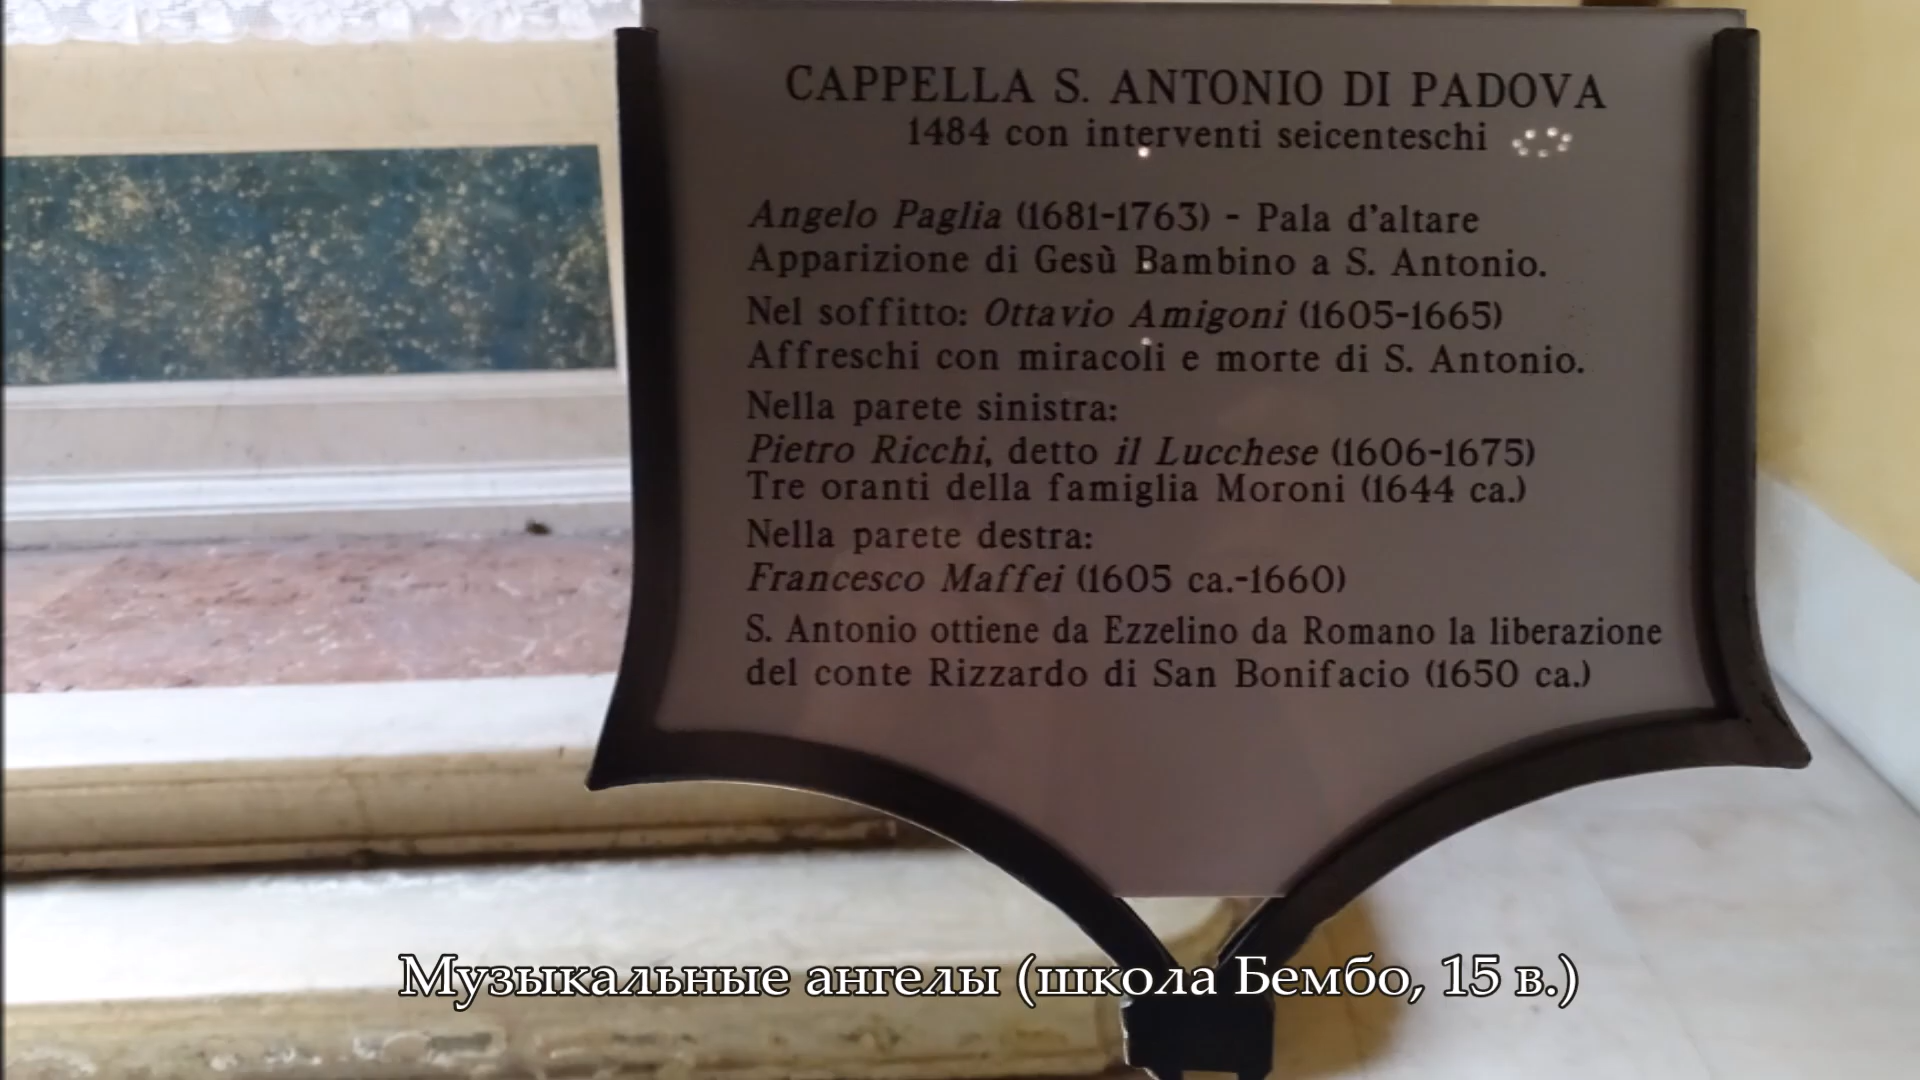 CAPPELLA S. ANTONIO DI PADOVA
1484 con interventi seicenteschi
Angelo Paglia (1681-1763) - Pala d'altare
Apparizione di Gesù Bambino a S. Antonio.
Nel soffitto: Ottavio Amigoni (1605-1665)
Affreschi con miracoli e morte di S. Antonio.
Nella parete sinistra:
Pietro Ricchi, detto il Lucchese (1606-1675)
Tre oranti della famiglia Moroni (1644 ca.)
Nella parete destra:
Francesco Maffei (1605 ca.-1660)
S. Antonio ottiene da Ezzelino da Romano la liberazione
del conte Rizzardo di San Bonifacio (1650 ca.)
Музыкальные ангелы (школа Бембо, 15 в.)